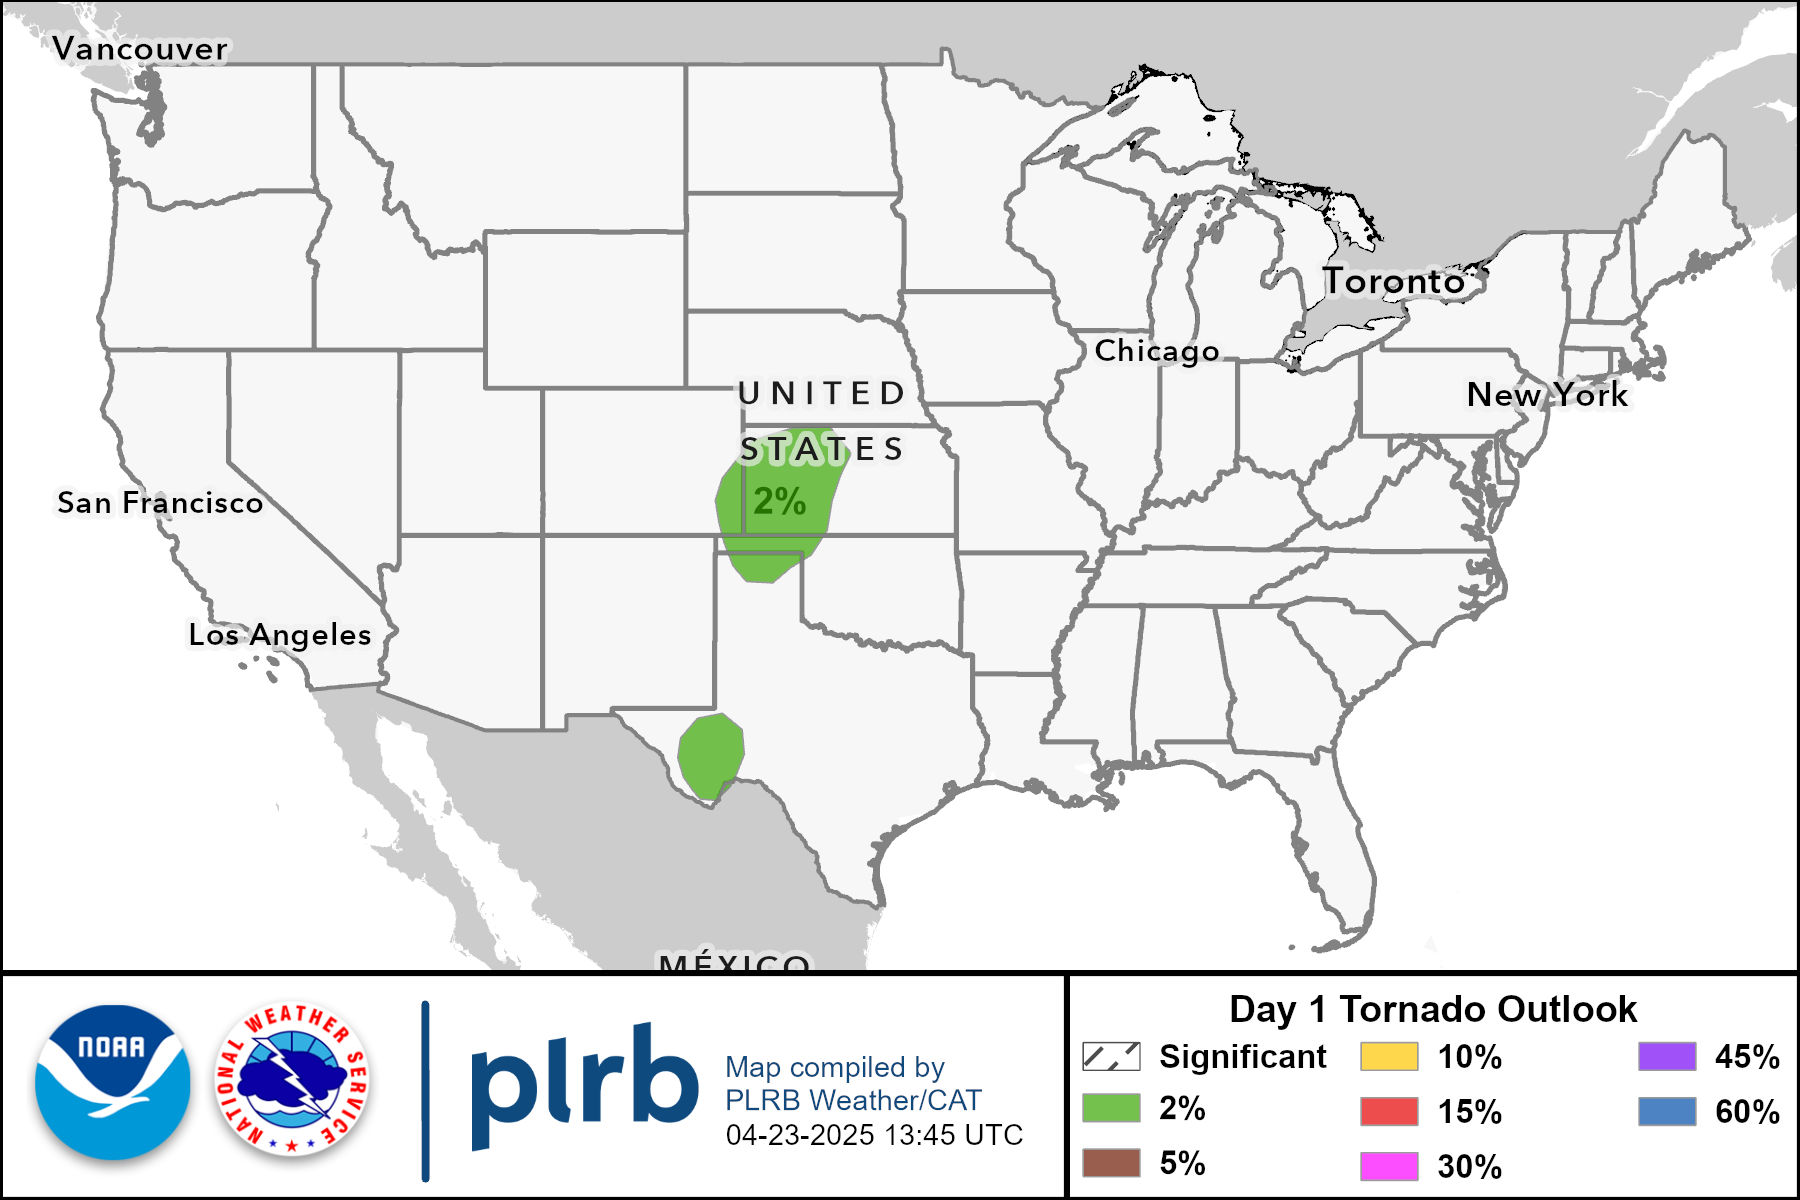 Vancouver
Toronto
Chicago
UNITED
New York
STATES
2%
San Francisco
Los Angeles
MÉXICO
NOAA
NATIONAL WEATHER SERVICE
plrb
Map compiled by
PLRB Weather/CAT
04-23-2025 13:45 UTC
Day 1 Tornado Outlook
Significant
2%
5%
10%
15%
30%
45%
60%